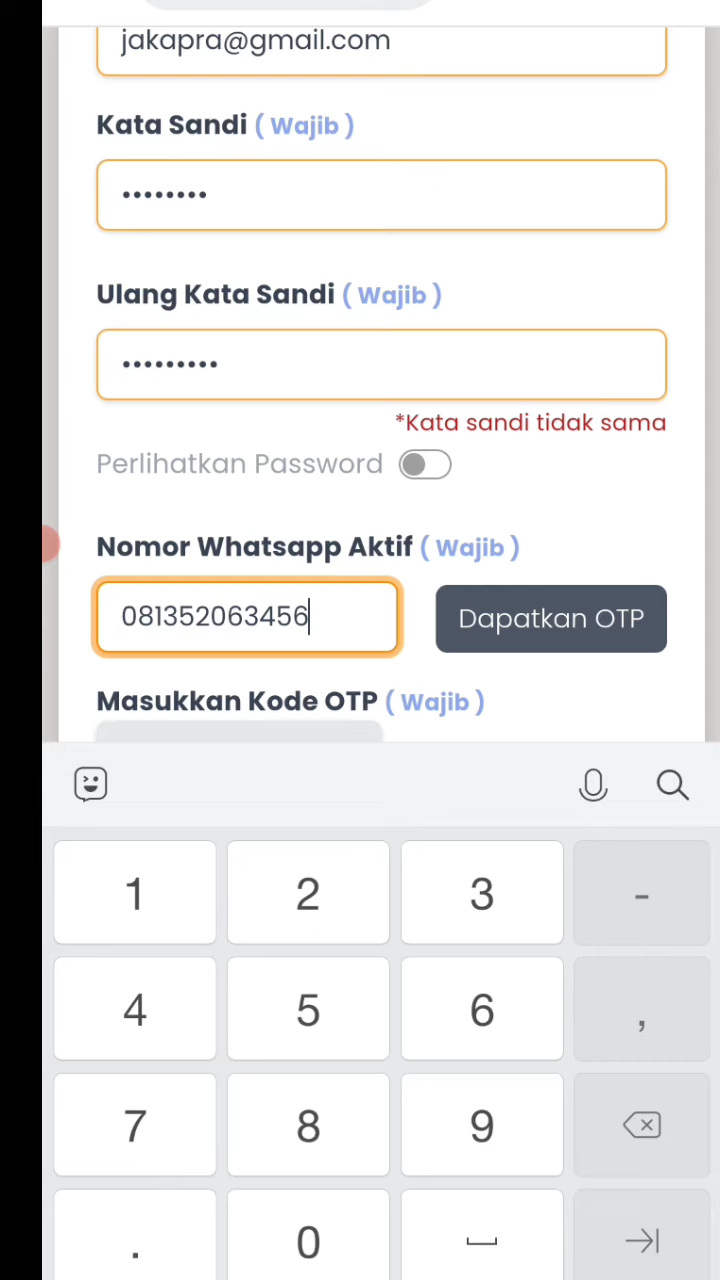 jakapra@gmail.com
Kata Sandi ( Wajib )
••••••••
Ulang Kata Sandi ( Wajib )
•••••••••
*Kata sandi tidak sama
Perlihatkan Password
Nomor Whatsapp Aktif ( Wajib )
081352063456
Dapatkan OTP
Masukkan Kode OTP ( Wajib )
1 2 3 -
4 5 6 ,
7 8 9
. 0